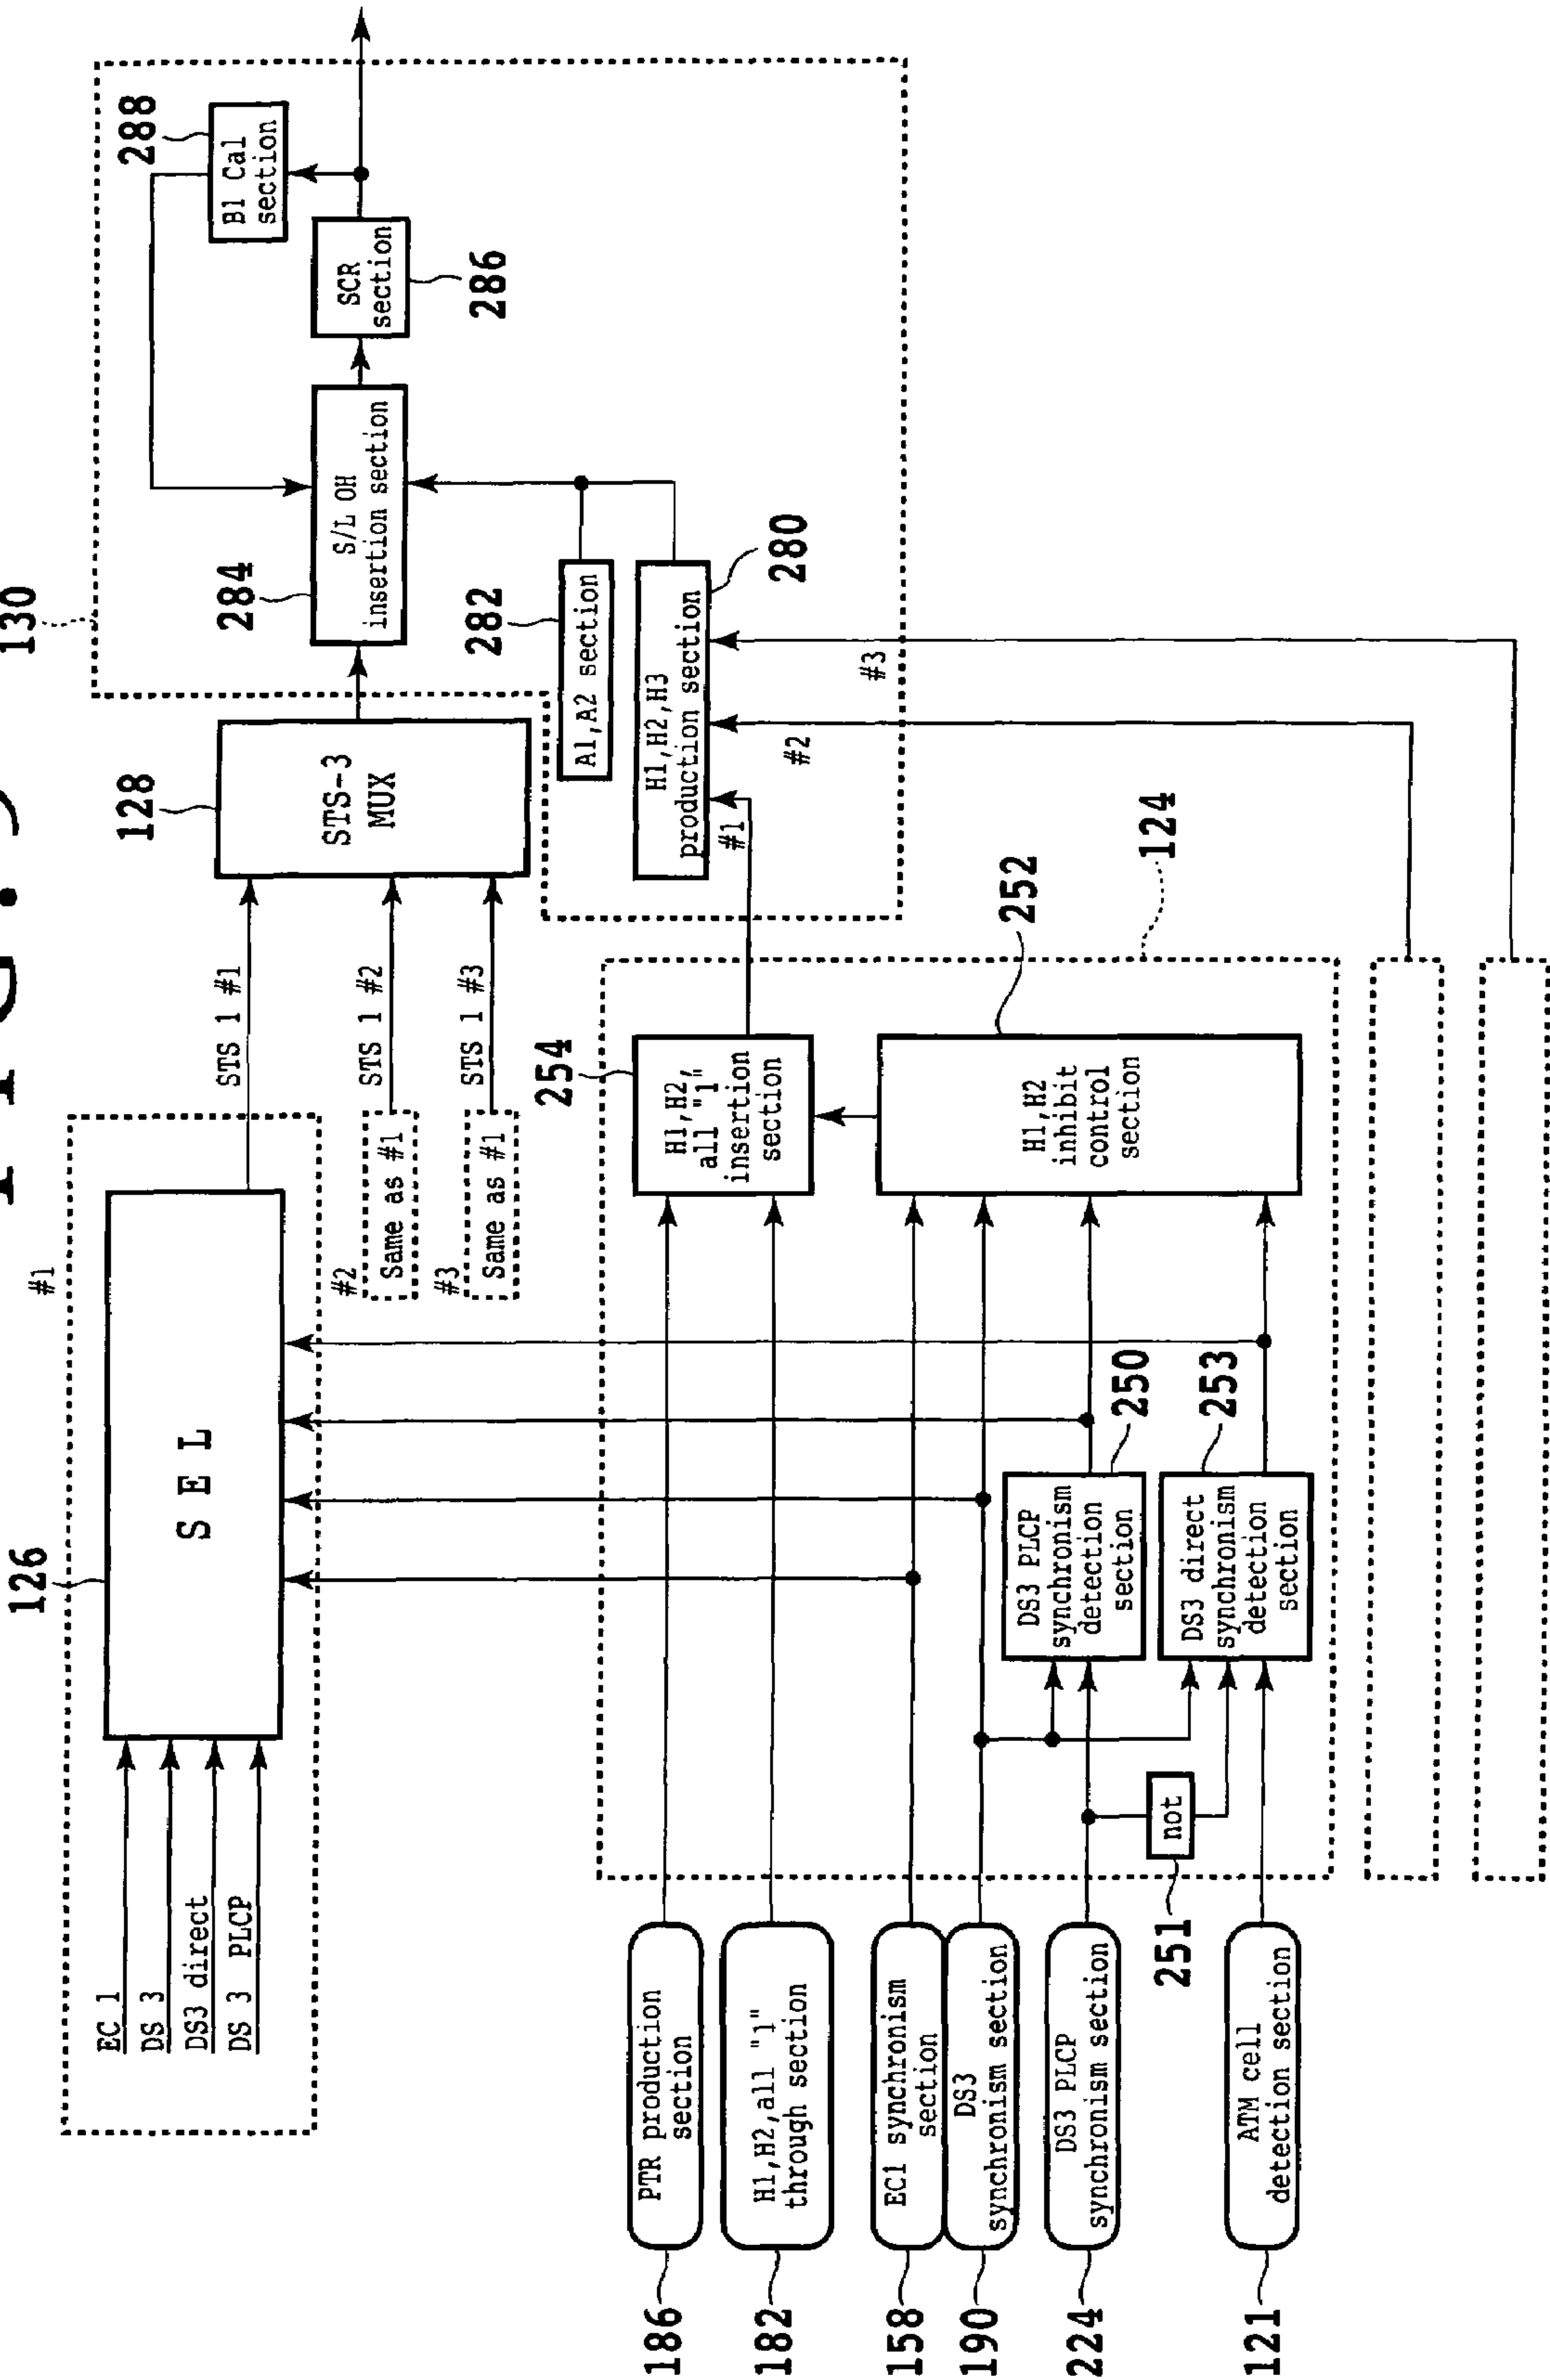 #1
126
S E L
EC 1
DS 3
DS3 direct
DS 3 PLCP
#2
Same as #1
#3
Same as #1
STS 1 #1
STS 1 #2
STS 1 #3
128
STS-3
MUX
130
284
S/L OH
insertion section
SCR
section
286
288
B1 Cal
section
282
A1,A2 section
H1,H2,H3
production section
280
#1
#2
#3
186
PTR production
section
182
H1,H2,all "1"
through section
158
EC1 synchronism
section
190
DS3
synchronism section
224
DS3 PLCP
synchronism section
121
ATM cell
detection section
251
not
DS3 PLCP
synchronism
detection
section
250
DS3 direct
synchronism
detection
section
253
254
H1,H2,
all "1"
insertion
section
252
H1,H2
inhibit
control
section
124